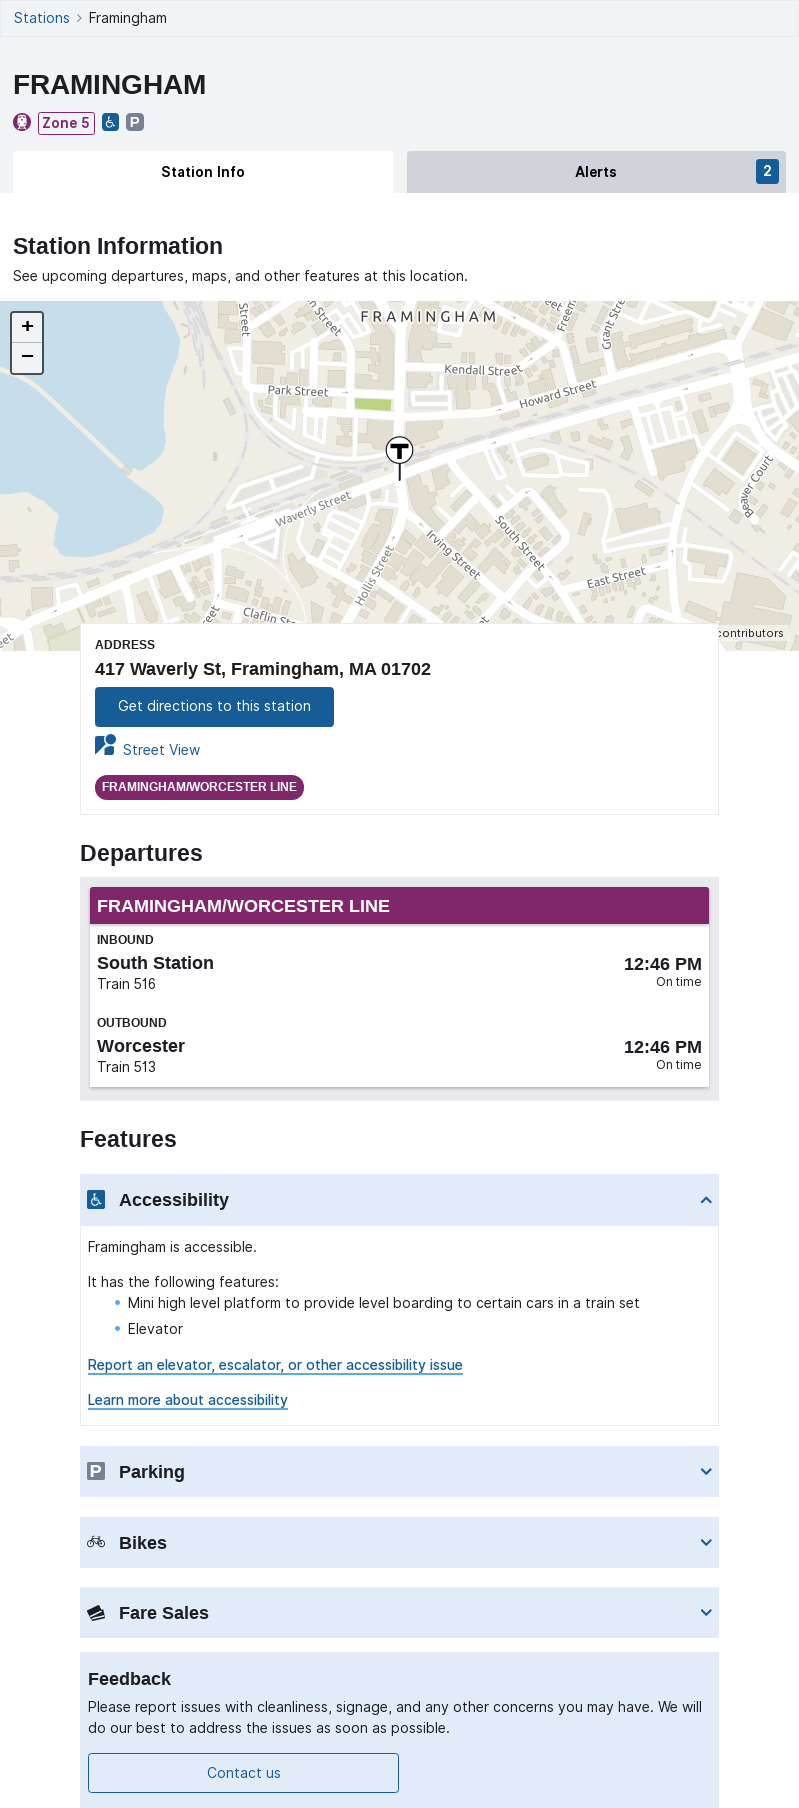 Stations > Framingham
FRAMINGHAM
Zone 5 P
Station Info
Alerts
2
Station Information
See upcoming departures, maps, and other features at this location.
+
−
FRAMINGHAM
Street
Street
Freem
Grant Stre
Kendall Street
Park Street
Howard Street
T
Waverly Street
Beaver Court
South Street
Irving Street
Hollis Street
East Street
Claflin St
contributors
ADDRESS
417 Waverly St, Framingham, MA 01702
Get directions to this station
Street View
FRAMINGHAM/WORCESTER LINE
Departures
FRAMINGHAM/WORCESTER LINE
INBOUND
South Station 12:46 PM
Train 516 On time
OUTBOUND
Worcester 12:46 PM
Train 513 On time
Features
Accessibility
Framingham is accessible.
It has the following features:
Mini high level platform to provide level boarding to certain cars in a train set
Elevator
Report an elevator, escalator, or other accessibility issue
Learn more about accessibility
P Parking
Bikes
Fare Sales
Feedback
Please report issues with cleanliness, signage, and any other concerns you may have. We will
do our best to address the issues as soon as possible.
Contact us